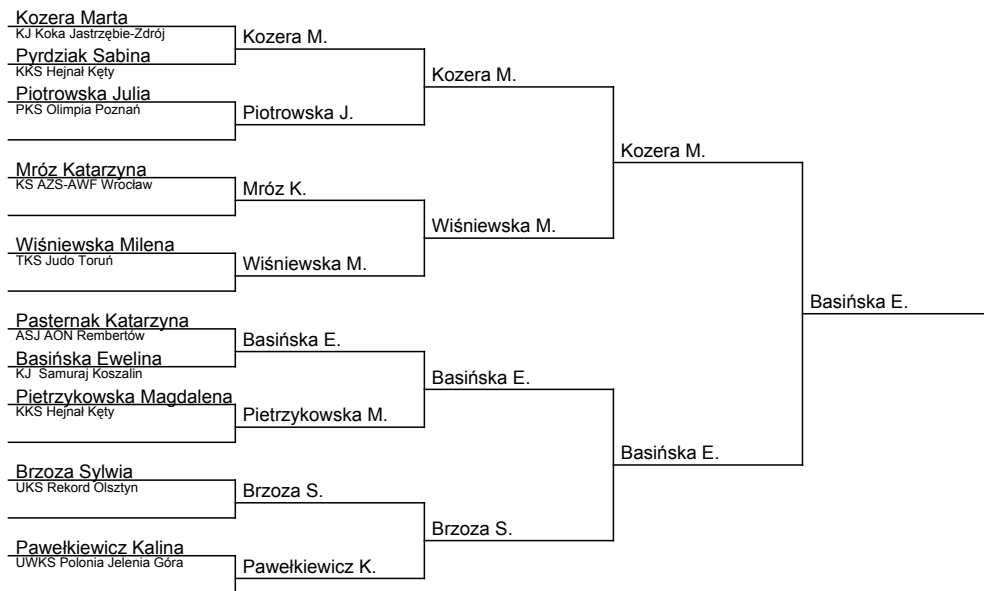 Kozera Marta
KJ Koka Jastrzębie-Zdrój
Pyrdziak Sabina
KKS Hejnał Kęty
Piotrowska Julia
PKS Olimpia Poznań
Mróz Katarzyna
KS AZS-AWF Wrocław
Wiśniewska Milena
TKS Judo Toruń
Pasternak Katarzyna
ASJ AON Rembertów
Basińska Ewelina
KJ Samuraj Koszalin
Pietrzykowska Magdalena
KKS Hejnał Kęty
Brzoza Sylwia
UKS Rekord Olsztyn
Pawełkiewicz Kalina
UWKS Polonia Jelenia Góra
Kozera M.
Piotrowska J.
Mróz K.
Wiśniewska M.
Basińska E.
Pietrzykowska M.
Brzoza S.
Pawełkiewicz K.
Kozera M.
Wiśniewska M.
Basińska E.
Brzoza S.
Kozera M.
Basińska E.
Basińska E.